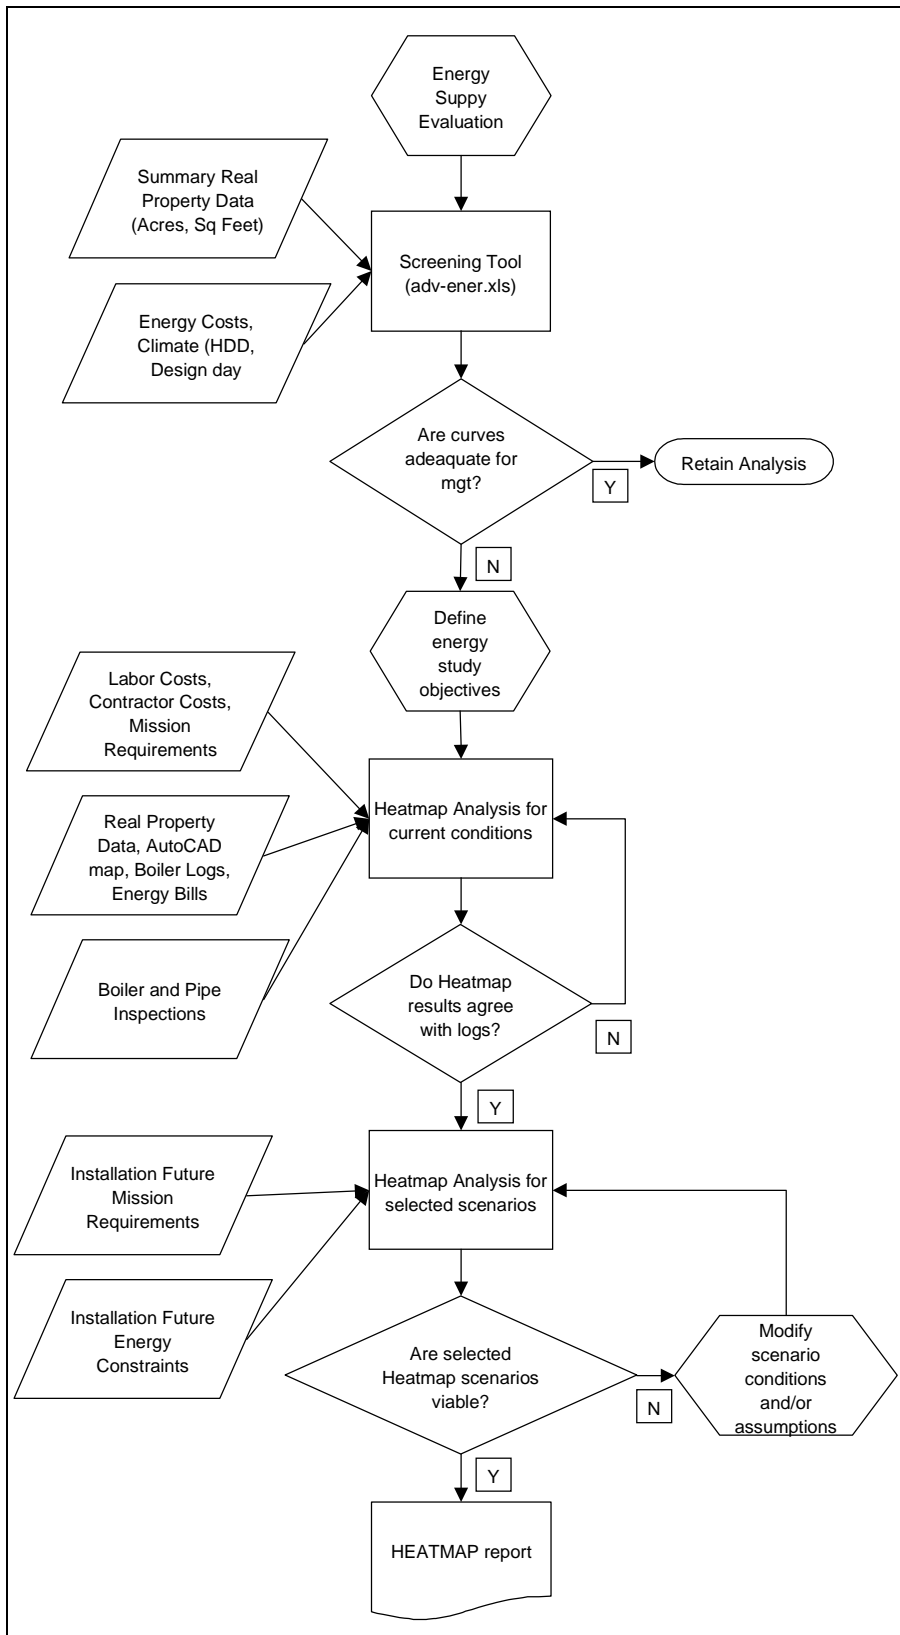 Energy
Suppy
Evaluation
Summary Real
Property Data
(Acres, Sq Feet)
Screening Tool
(adv-ener.xls)
Energy Costs,
Climate (HDD,
Design day
Are curves
adeaquate for
mgt?
Y
Retain Analysis
N
Define
energy
study
objectives
Labor Costs,
Contractor Costs,
Mission
Requirements
Heatmap Analysis for
current conditions
Real Property
Data, AutoCAD
map, Boiler Logs,
Energy Bills
Boiler and Pipe
Inspections
Do Heatmap
results agree
with logs?
N
Y
Installation Future
Mission
Requirements
Heatmap Analysis for
selected scenarios
Installation Future
Energy
Constraints
Are selected
Heatmap scenarios
viable?
N
Modify
scenario
conditions
and/or
assumptions
Y
HEATMAP report